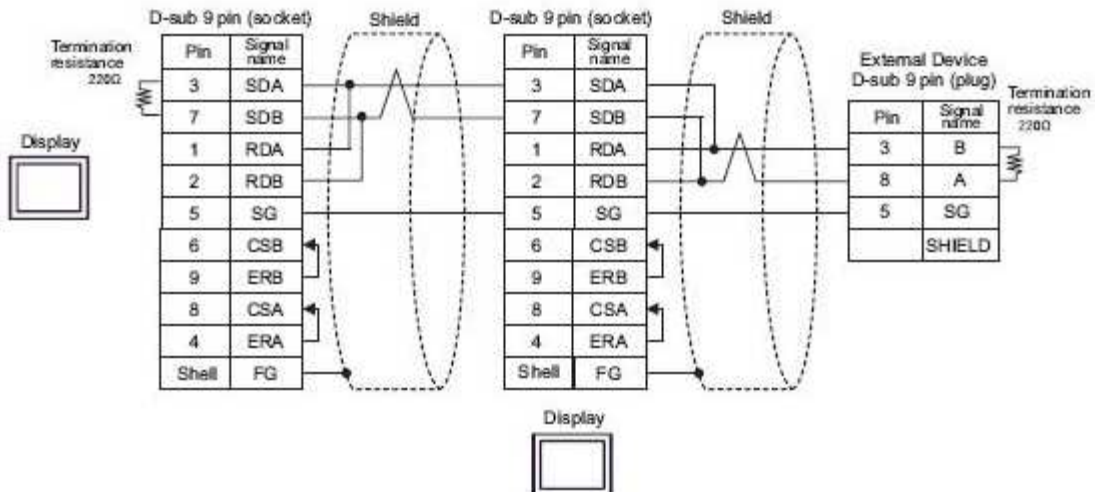 D-sub 9 pin (socket)
Shield
D-sub 9 pin (socket)
Shield
Termination
resistance
220Ω
Pin Signal name
3 SDA
7 SDB
1 RDA
2 RDB
5 SG
6 CSB
9 ERB
8 CSA
4 ERA
Shell FG
Display
Pin Signal name
3 SDA
7 SDB
1 RDA
2 RDB
5 SG
6 CSB
9 ERB
8 CSA
4 ERA
Shell FG
Display
External Device
D-sub 9 pin (plug)
Pin Signal name
3 B
8 A
5 SG
SHIELD
Termination
resistance
220Ω